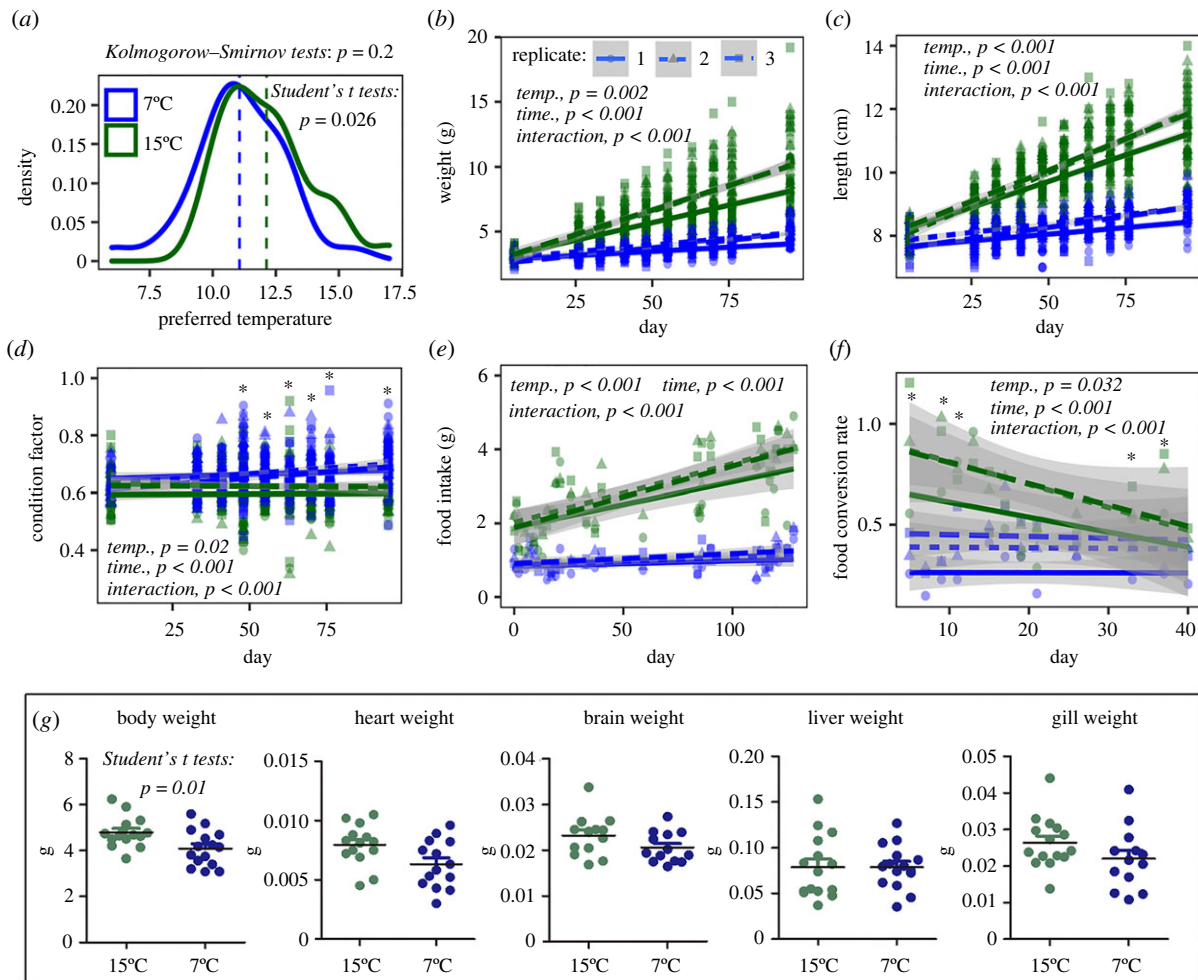 (a)
Kolmogorow–Smirnov tests: p = 0.2
7ºC
15ºC
Student's t tests:
p = 0.026
density
0.20
0.15
0.10
0.05
0
7.5
10.0
12.5
15.0
17.5
preferred temperature
(b)
replicate:
1
2
3
temp., p = 0.002
time., p < 0.001
interaction, p < 0.001
weight (g)
20
15
10
5
25
50
75
day
(c)
temp., p < 0.001
time., p < 0.001
interaction, p < 0.001
length (cm)
14
12
10
8
25
50
75
day
(d)
* * * * * *
condition factor
1.0
0.8
0.6
0.4
temp., p = 0.02
time., p < 0.001
interaction, p < 0.001
25
50
75
day
(e)
temp., p < 0.001 time, p < 0.001
interaction, p < 0.001
food intake (g)
6
4
2
0
0
50
100
day
(f)
temp., p = 0.032
time, p < 0.001
interaction, p < 0.001
* * * * *
food conversion rate
1.0
0.5
10
20
30
40
day
(g)
body weight
Student's t tests:
p = 0.01
g
8
6
4
2
0
15ºC
7ºC
heart weight
g
0.015
0.010
0.005
0
15ºC
7ºC
brain weight
g
0.04
0.03
0.02
0.01
0
15ºC
7ºC
liver weight
g
0.20
0.15
0.10
0.05
0
15ºC
7ºC
gill weight
g
0.05
0.04
0.03
0.02
0.01
0
15ºC
7ºC